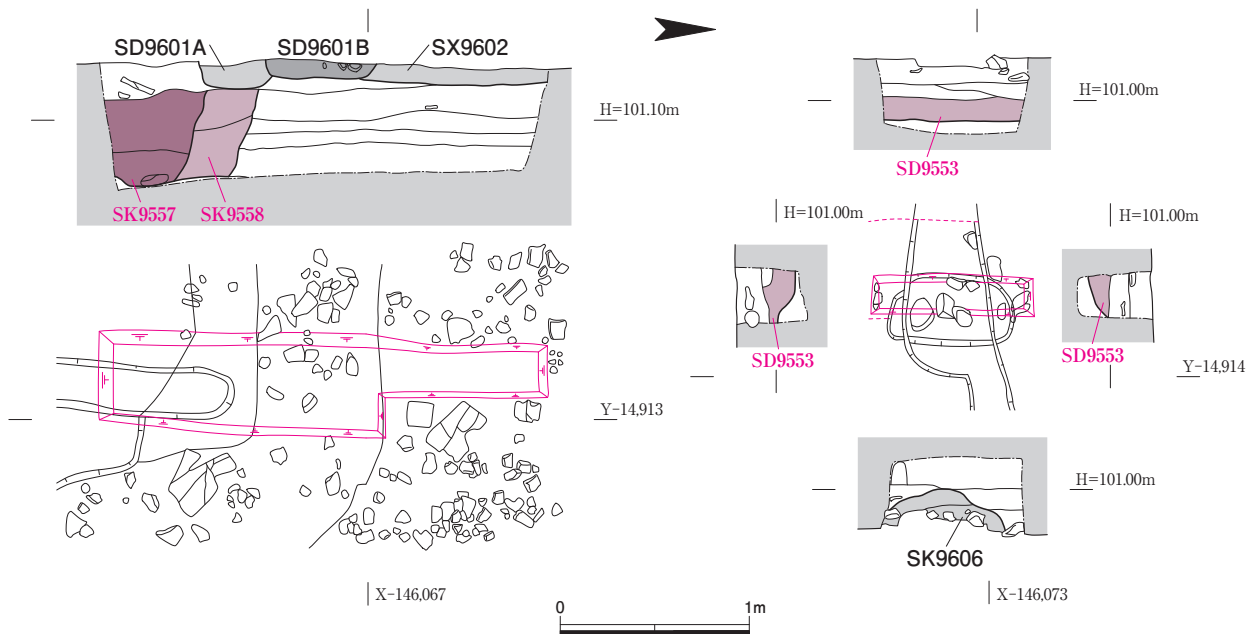 SD9601A
SD9601B
SX9602
H=101.10m
SK9557
SK9558
Y-14,913
X-146,067
0
1m
H=101.00m
SD9553
H=101.00m
H=101.00m
SD9553
SD9553
Y-14,914
H=101.00m
SK9606
X-146,073